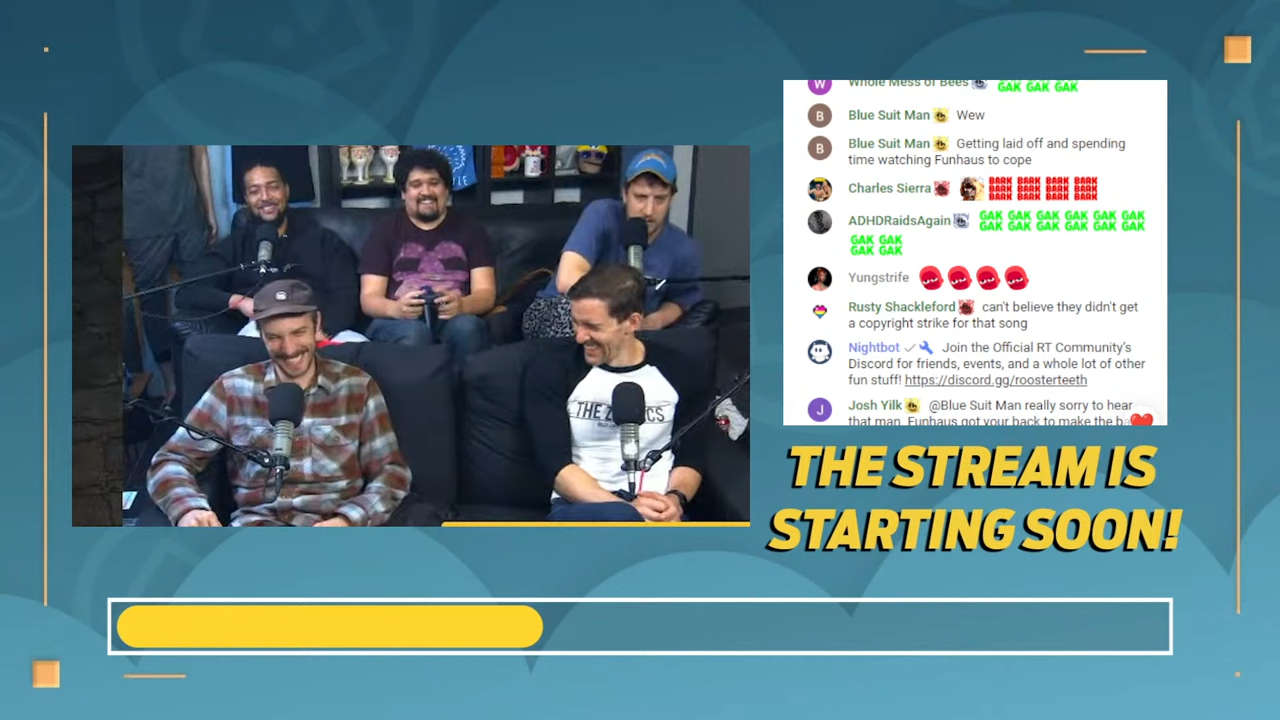 Whole Mess of Bees GAK GAK GAK
GAK GAK GAK
Blue Suit Man Wew
Blue Suit Man Getting laid off and spending
time watching Funhaus to cope
Charles Sierra BARK BARK BARK BARK
BARK BARK BARK BARK
ADHDRaidsAgain GAK GAK GAK GAK GAK GAK
GAK GAK GAK GAK GAK GAK
GAK GAK
GAK GAK
Yungstrife
Rusty Shackleford can't believe they didn't get
a copyright strike for that song
Nightbot Join the Official RT Community's
Discord for friends, events, and a whole lot of other
fun stuff! https://discord.gg/roosterteeth
Josh Yilk @Blue Suit Man really sorry to hear
that man. Funhaus got your back to make the
THE STREAM IS
STARTING SOON!
W
B
B
J